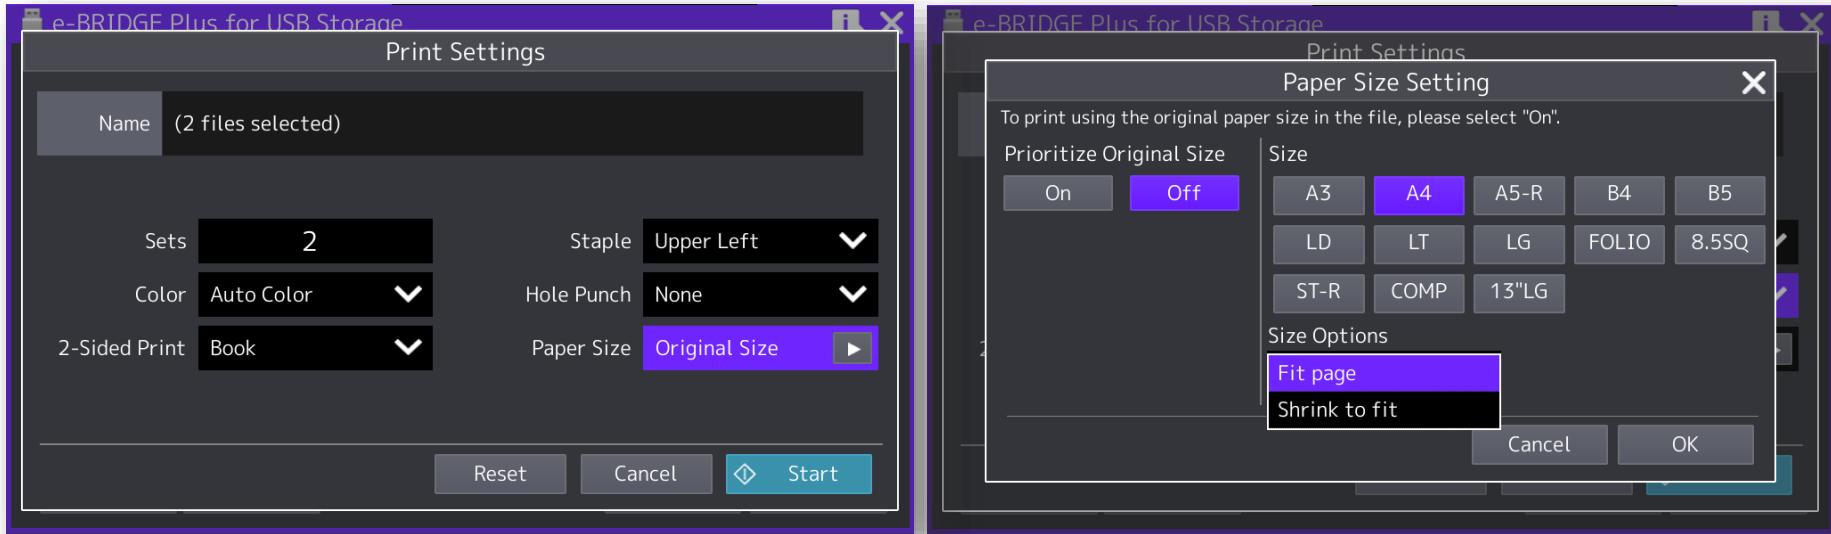 e-BRIDGE Plus for USB Storage
Print Settings
Name (2 files selected)
Sets 2 Staple Upper Left
Color Auto Color Hole Punch None
2-Sided Print Book Paper Size Original Size
Reset Cancel Start
e-BRIDGE Plus for USB Storage
Print Settings
Paper Size Setting
To print using the original paper size in the file, please select "On".
Prioritize Original Size Size
On Off A3 A4 A5-R B4 B5
LD LT LG FOLIO 8.5SQ
ST-R COMP 13"LG
Size Options
Fit page
Shrink to fit
Cancel OK